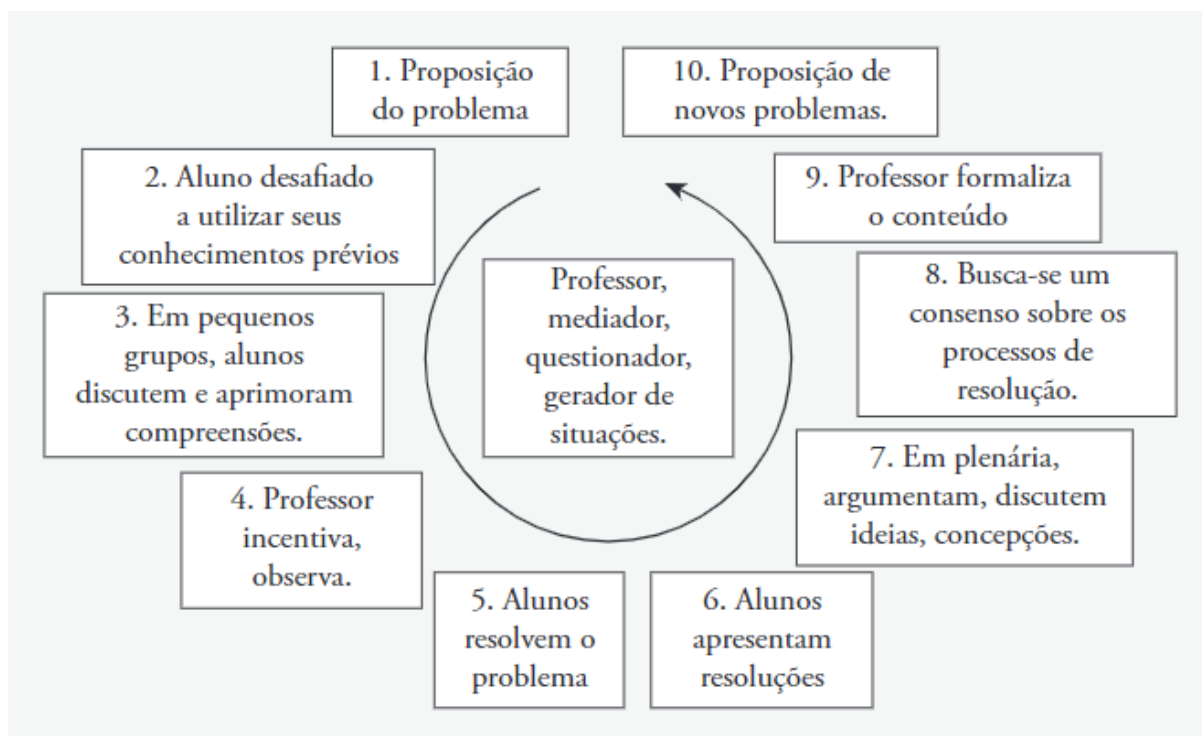 1. Proposição
do problema
2. Aluno desafiado
a utilizar seus
conhecimentos prévios
3. Em pequenos
grupos, alunos
discutem e aprimoram
compreensões.
4. Professor
incentiva,
observa.
5. Alunos
resolvem o
problema
6. Alunos
apresentam
resoluções
7. Em plenária,
argumentam, discutem
ideias, concepções.
8. Busca-se um
consenso sobre os
processos de
resolução.
9. Professor formaliza
o conteúdo
10. Proposição de
novos problemas.
Professor,
mediador,
questionador,
gerador de
situações.